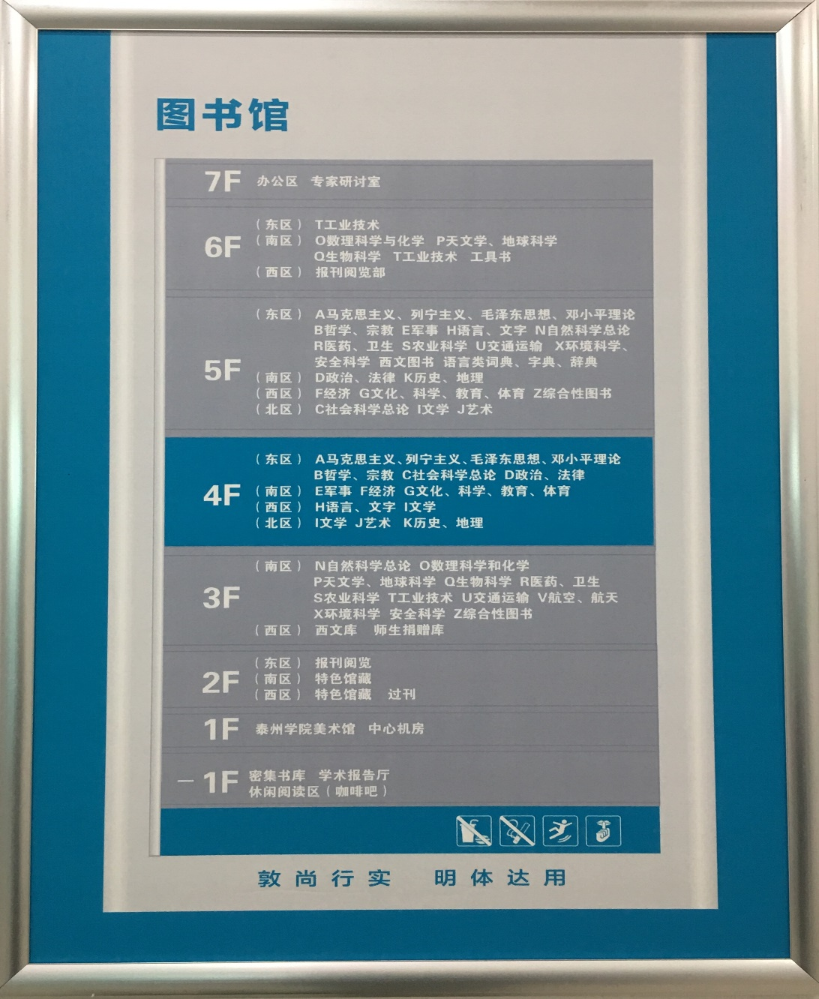 图书馆
7F 办公区 专家研讨室
6F
（东区） T工业技术
（南区） O数理科学与化学 P天文学、地球科学
Q生物科学 T工业技术 工具书
（西区） 报刊阅览部
5F
（东区） A马克思主义、列宁主义、毛泽东思想、邓小平理论
B哲学、宗教 E军事 H语言、文字 N自然科学总论
R医药、卫生 S农业科学 U交通运输 X环境科学、
安全科学 西文图书 语言类词典、字典、辞典
（南区） D政治、法律 K历史、地理
（西区） F经济 G文化、科学、教育、体育 Z综合性图书
（北区） C社会科学总论 I文学 J艺术
4F
（东区） A马克思主义、列宁主义、毛泽东思想、邓小平理论
B哲学、宗教 C社会科学总论 D政治、法律
（南区） E军事 F经济 G文化、科学、教育、体育
（西区） H语言、文字 I文学
（北区） I文学 J艺术 K历史、地理
3F
（南区） N自然科学总论 O数理科学和化学
P天文学、地球科学 Q生物科学 R医药、卫生
S农业科学 T工业技术 U交通运输 V航空、航天
X环境科学 安全科学 Z综合性图书
（西区） 西文库 师生捐赠库
2F
（东区） 报刊阅览
（南区） 特色馆藏
（西区） 特色馆藏 过刊
1F 泰州学院美术馆 中心机房
—1F
密集书库 学术报告厅
休闲阅读区（咖啡吧）
敦尚行实 明体达用